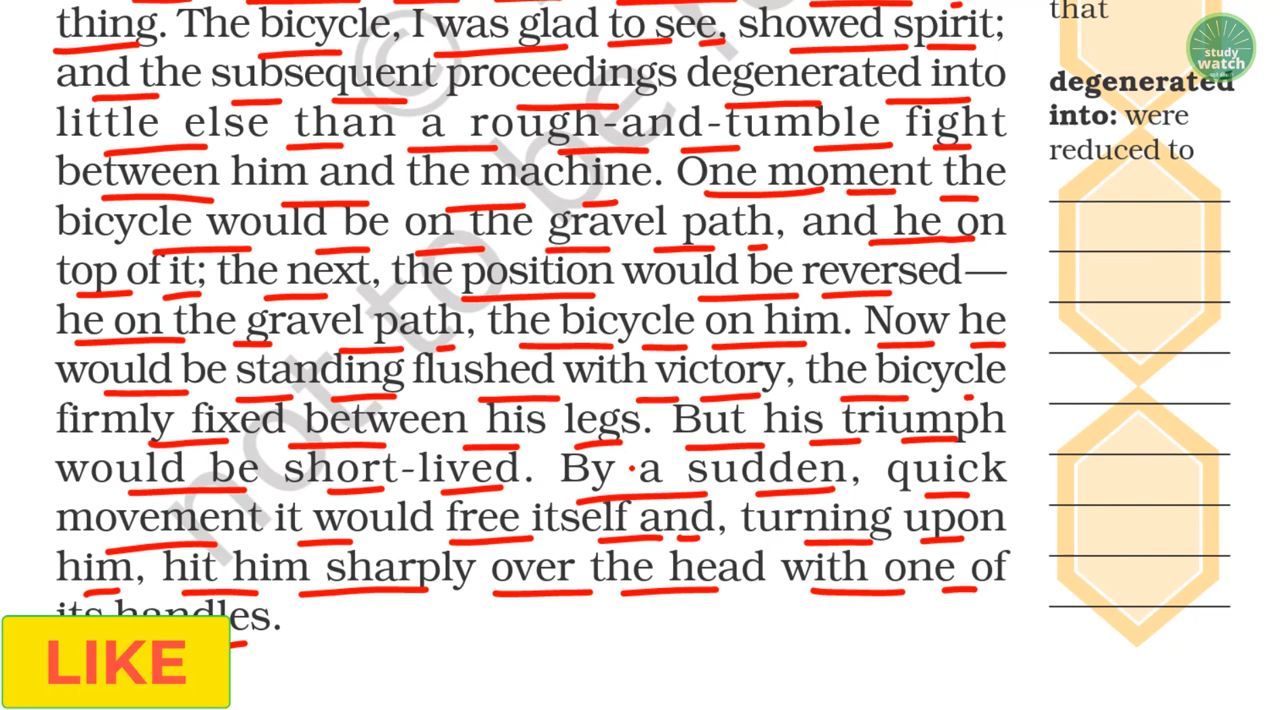 thing. The bicycle, I was glad to see, showed spirit;
and the subsequent proceedings degenerated into
little else than a rough-and-tumble fight
between him and the machine. One moment the
bicycle would be on the gravel path, and he on
top of it; the next, the position would be reversed—
he on the gravel path, the bicycle on him. Now he
would be standing flushed with victory, the bicycle
firmly fixed between his legs. But his triumph
would be short-lived. By a sudden, quick
movement it would free itself and, turning upon
him, hit him sharply over the head with one of
its handles.
that
degenerated
into: were
reduced to
study
watch
LIKE
©
not to be